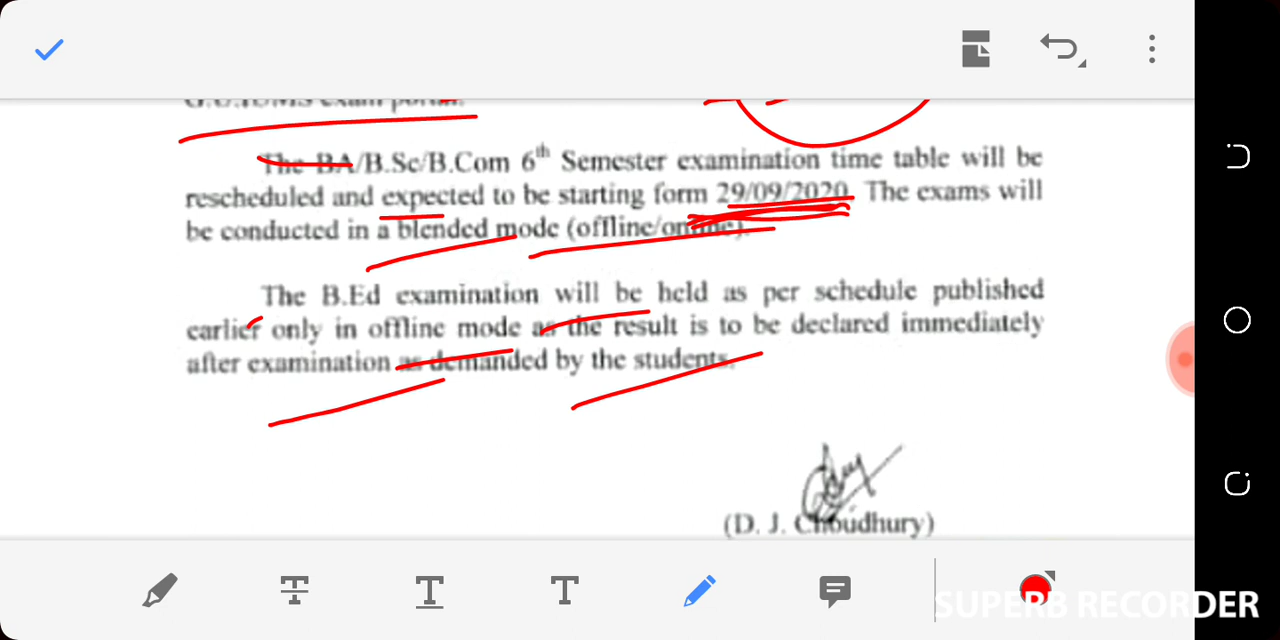 G.U.IUMS exam portal.
The BA/B.Sc/B.Com 6th Semester examination time table will be
rescheduled and expected to be starting form 29/09/2020. The exams will
be conducted in a blended mode (offline/online).
The B.Ed examination will be held as per schedule published
earlier only in offline mode as the result is to be declared immediately
after examination as demanded by the students.
(D. J. Choudhury)
T
T
T
SUPERB RECORDER